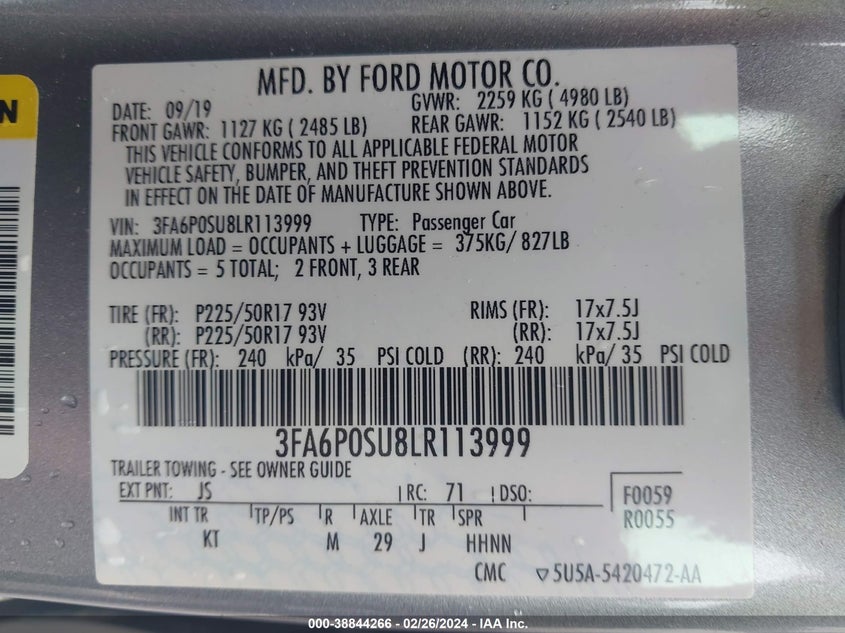 N
MFD. BY FORD MOTOR CO.
DATE: 09/19 GVWR: 2259 KG ( 4980 LB)
FRONT GAWR: 1127 KG ( 2485 LB) REAR GAWR: 1152 KG ( 2540 LB)
THIS VEHICLE CONFORMS TO ALL APPLICABLE FEDERAL MOTOR
VEHICLE SAFETY, BUMPER, AND THEFT PREVENTION STANDARDS
IN EFFECT ON THE DATE OF MANUFACTURE SHOWN ABOVE.
VIN: 3FA6P0SU8LR113999 TYPE: Passenger Car
MAXIMUM LOAD = OCCUPANTS + LUGGAGE = 375KG/ 827LB
OCCUPANTS = 5 TOTAL; 2 FRONT, 3 REAR
TIRE (FR): P225/50R17 93V RIMS (FR): 17x7.5J
(RR): P225/50R17 93V (RR): 17x7.5J
PRESSURE (FR): 240 kPa/ 35 PSI COLD (RR): 240 kPa/ 35 PSI COLD
3FA6P0SU8LR113999
TRAILER TOWING - SEE OWNER GUIDE
EXT PNT: JS RC: 71 DSO: F0059
INT TR TP/PS R AXLE TR SPR R0055
KT M 29 J HHNN
CMC ▽5U5A-5420472-AA
000-38844266 - 02/26/2024 - IAA Inc.